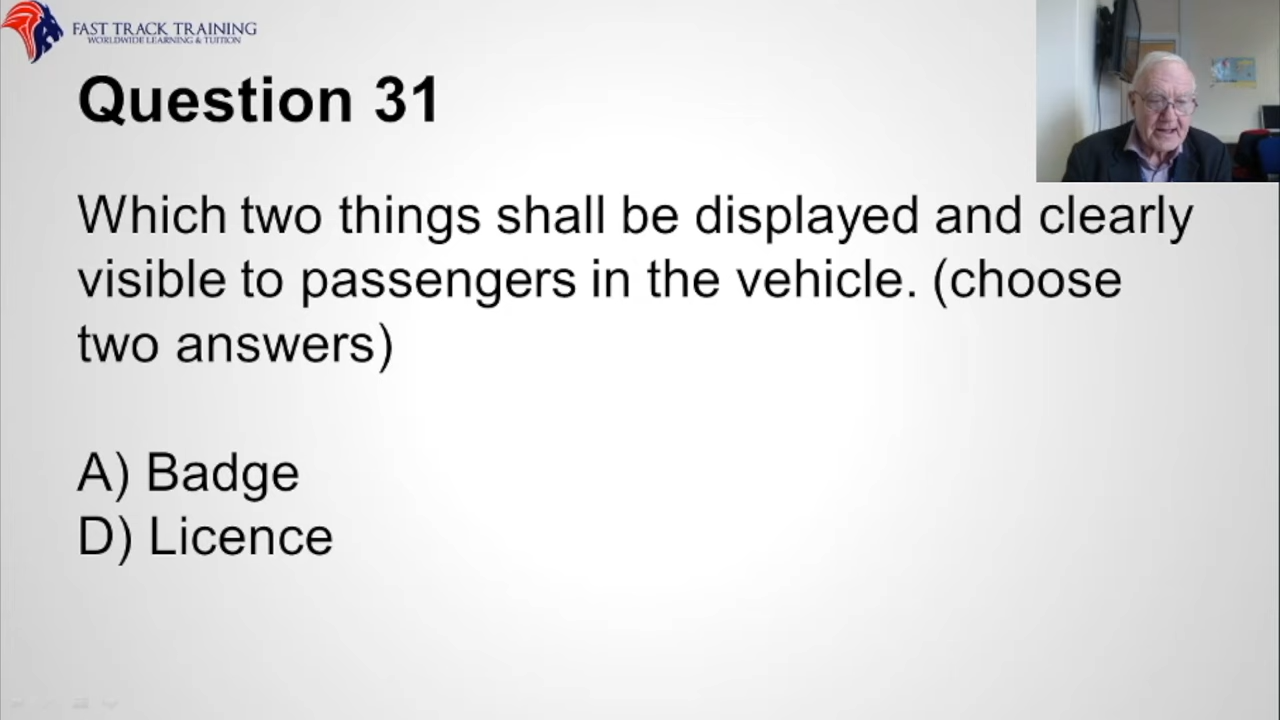 FAST TRACK TRAINING
WORLDWIDE LEARNING & TUITION
Question 31
Which two things shall be displayed and clearly
visible to passengers in the vehicle. (choose
two answers)
A) Badge
D) Licence